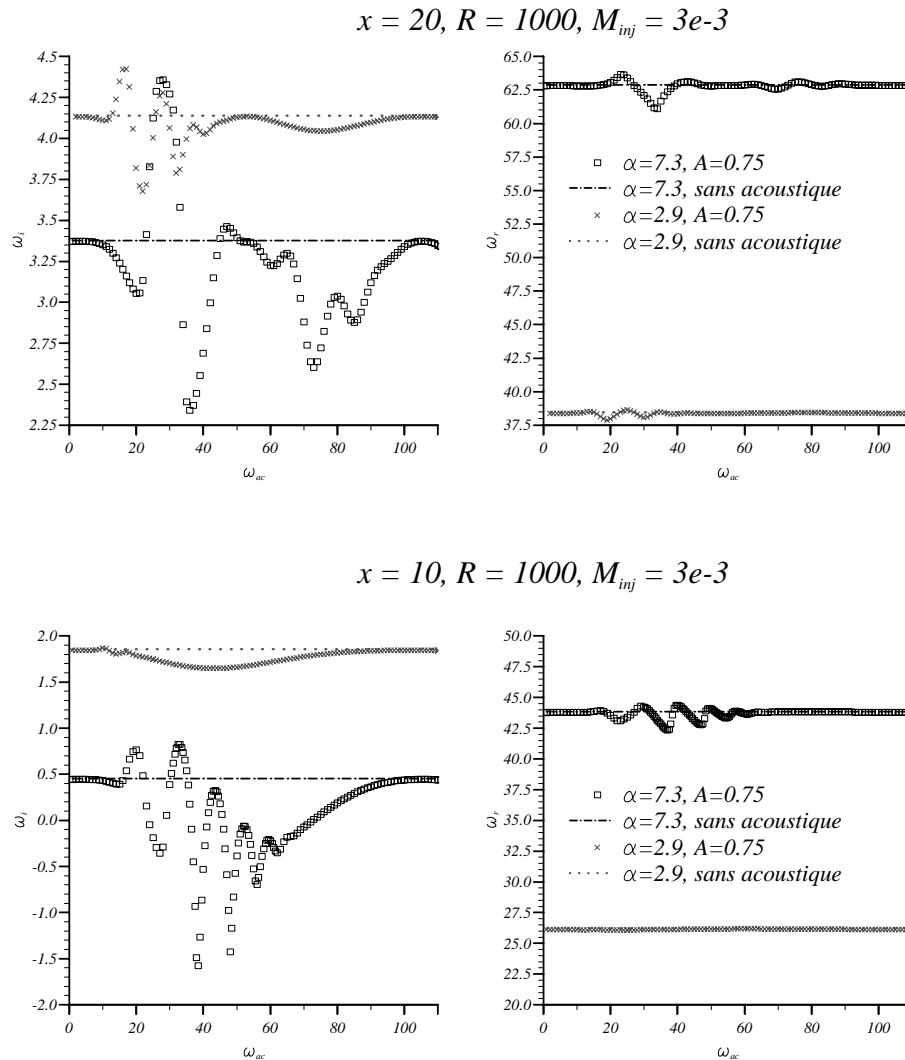 x = 20, R = 1000, M_inj = 3e-3
4.5
4.25
4.0
3.75
3.5
3.25
3.0
2.75
2.5
2.25
ω_i
0 20 40 60 80 100
ω_ac
65.0
62.5
60.0
57.5
55.0
52.5
50.0
47.5
45.0
42.5
40.0
37.5
ω_r
α=7.3, A=0.75
α=7.3, sans acoustique
α=2.9, A=0.75
α=2.9, sans acoustique
0 20 40 60 80 100
ω_ac
x = 10, R = 1000, M_inj = 3e-3
2.0
1.5
1.0
0.5
0.0
-0.5
-1.0
-1.5
-2.0
ω_i
0 20 40 60 80 100
ω_ac
50.0
47.5
45.0
42.5
40.0
37.5
35.0
32.5
30.0
27.5
25.0
22.5
20.0
ω_r
α=7.3, A=0.75
α=7.3, sans acoustique
α=2.9, A=0.75
α=2.9, sans acoustique
0 20 40 60 80 100
ω_ac